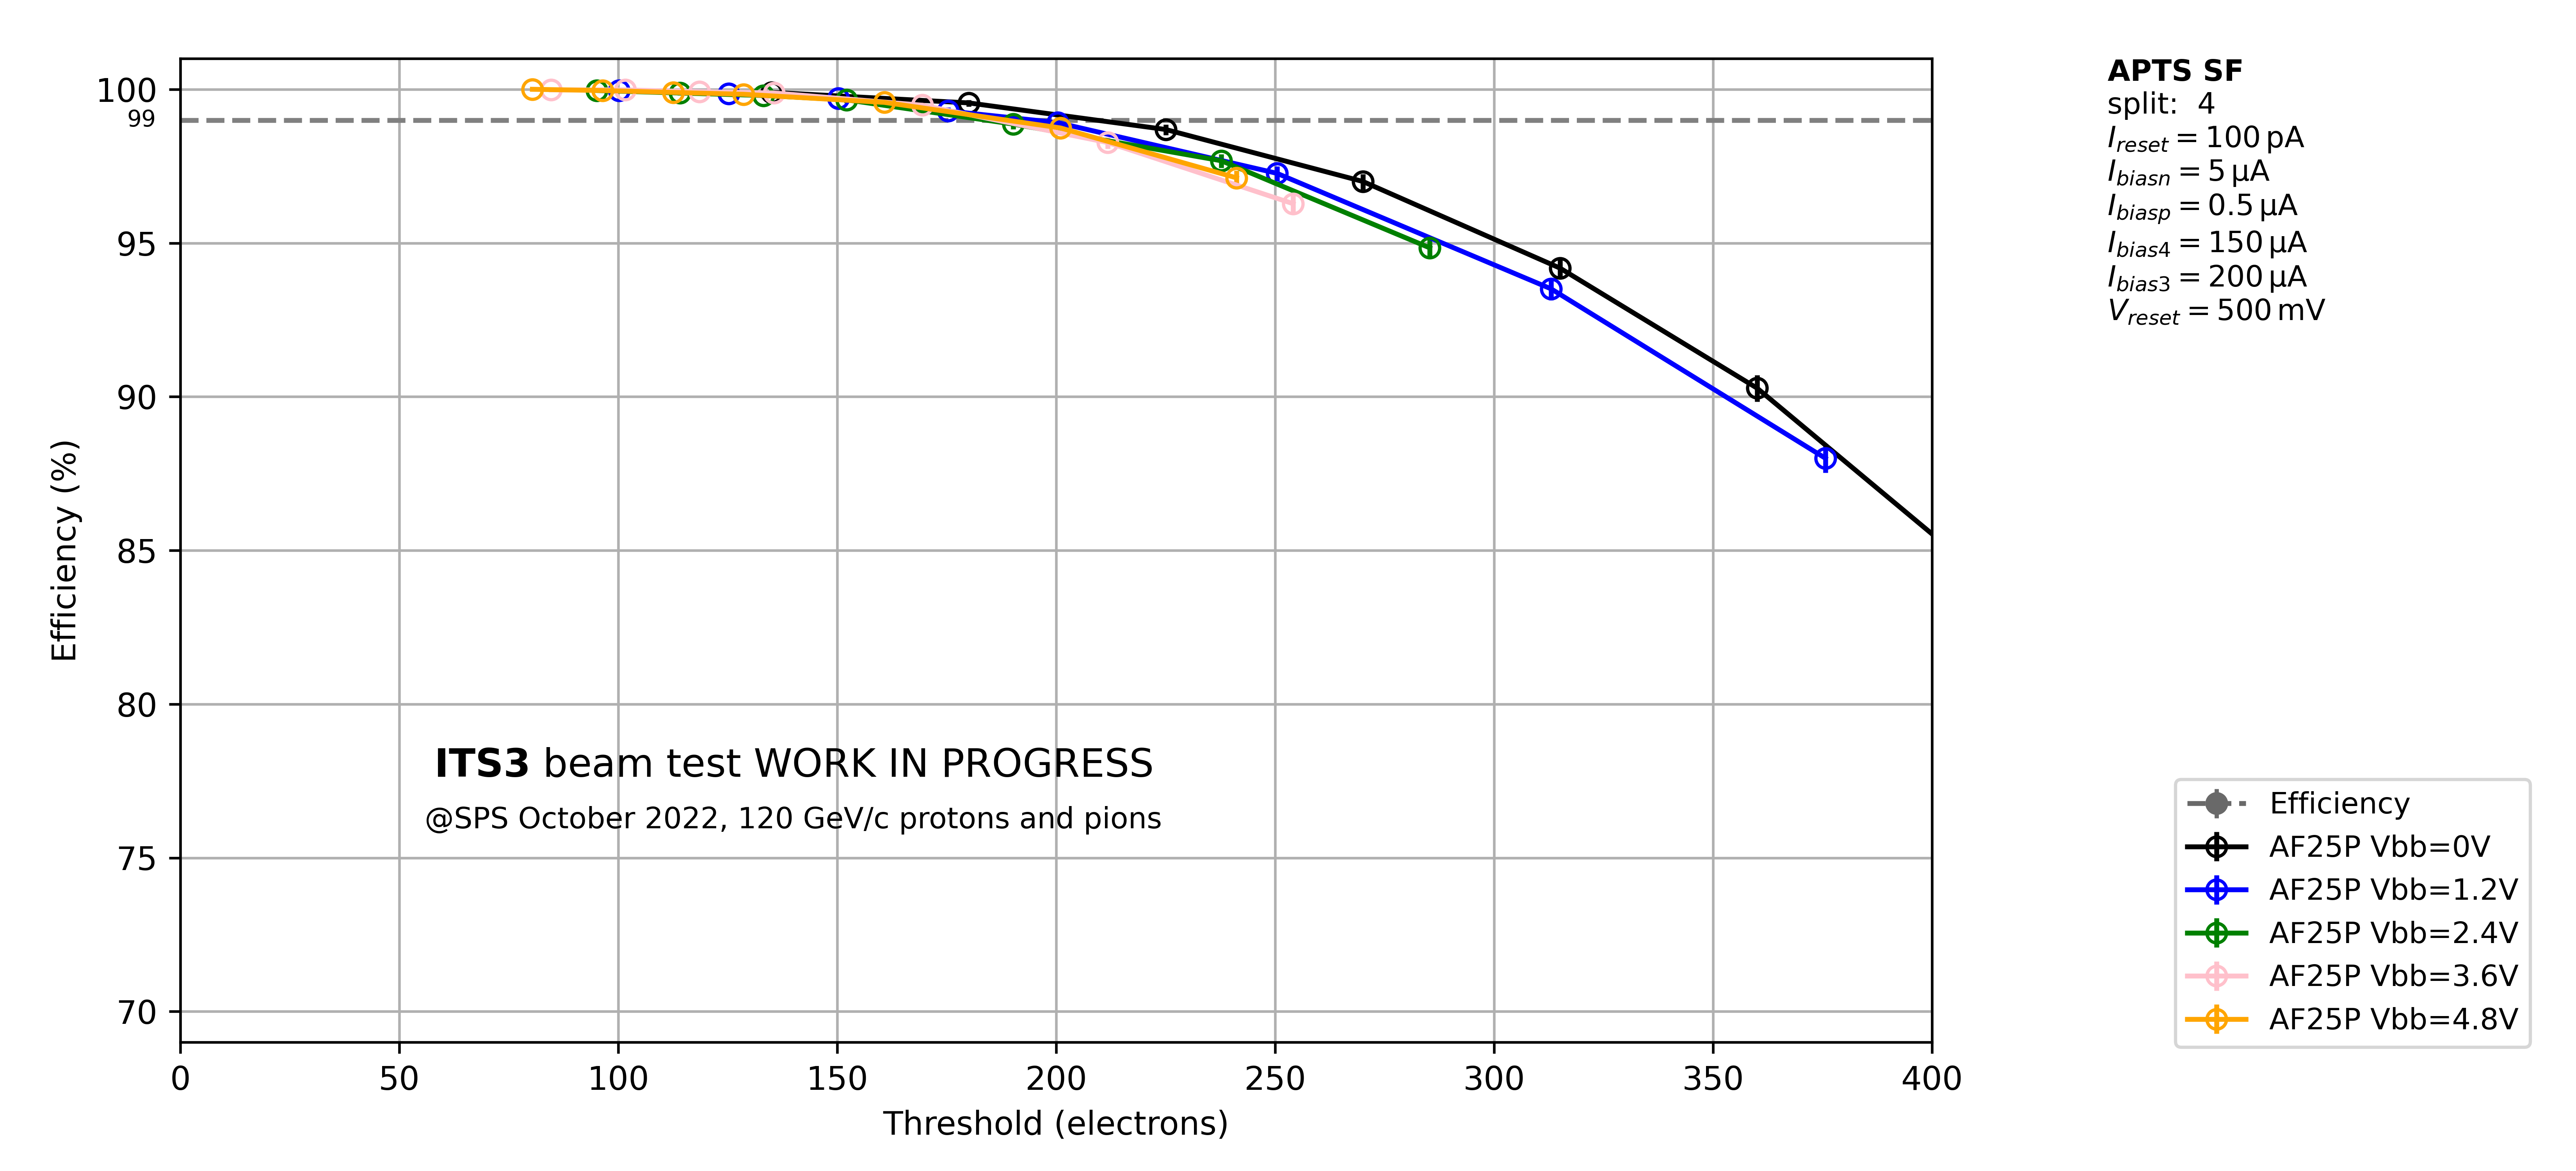 100
99
95
90
85
80
75
70
Efficiency (%)
0 50 100 150 200 250 300 350 400
Threshold (electrons)
ITS3 beam test WORK IN PROGRESS
@SPS October 2022, 120 GeV/c protons and pions
APTS SF
split: 4
I_reset = 100 pA
I_biasn = 5 μA
I_biasp = 0.5 μA
I_bias4 = 150 μA
I_bias3 = 200 μA
V_reset = 500 mV
Efficiency
AF25P Vbb=0V
AF25P Vbb=1.2V
AF25P Vbb=2.4V
AF25P Vbb=3.6V
AF25P Vbb=4.8V